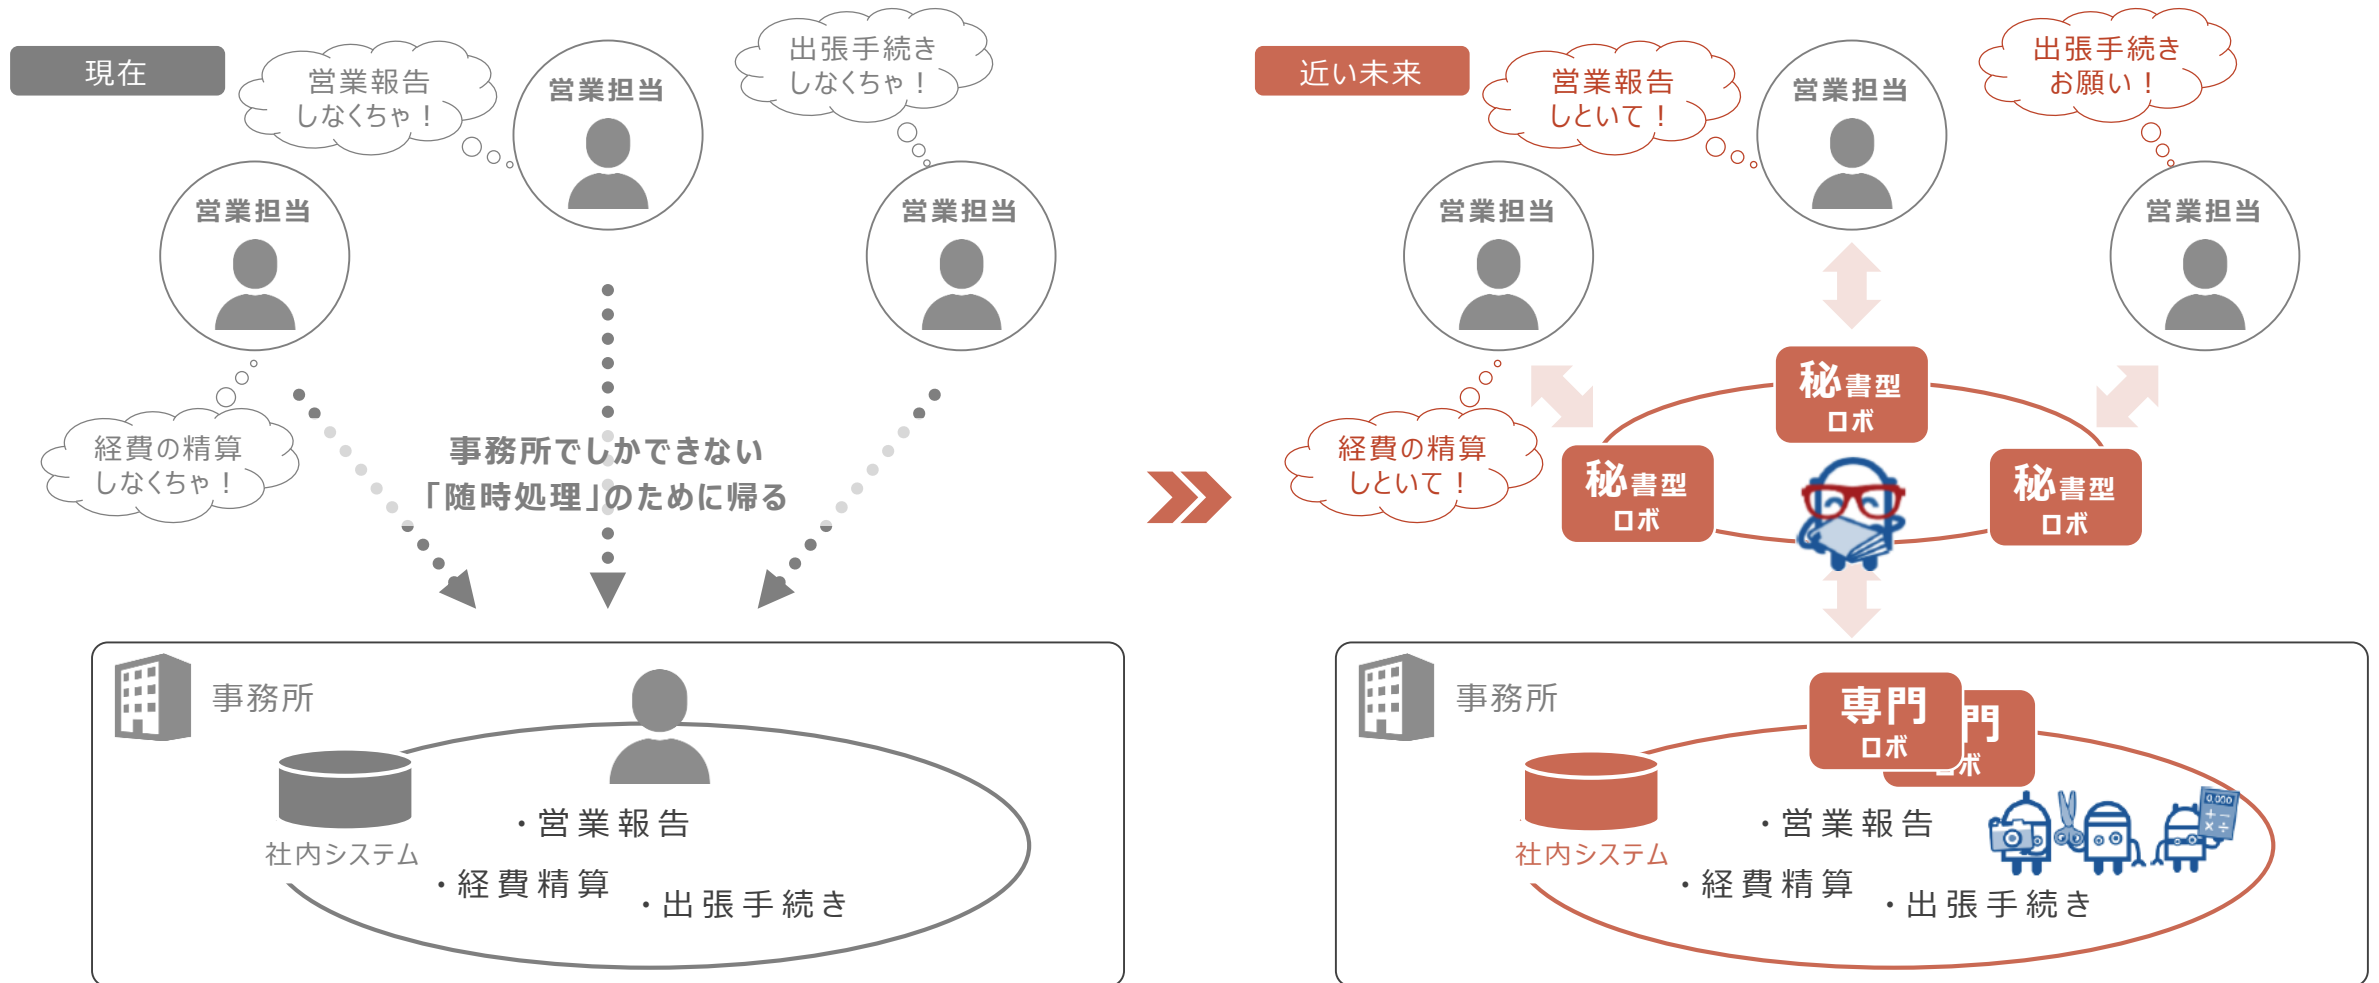 現在
営業報告
しなくちゃ！
営業担当
出張手続き
しなくちゃ！
営業担当
営業担当
経費の精算
しなくちゃ！
事務所でしかできない
「随時処理」のために帰る
事務所
社内システム
・営業報告
・経費精算
・出張手続き
近い未来
営業報告
しといて！
営業担当
出張手続き
お願い！
営業担当
営業担当
経費の精算
しといて！
秘書型
ロボ
秘書型
ロボ
秘書型
ロボ
事務所
専門
ロボ
門
ロボ
社内システム
・営業報告
・経費精算
・出張手続き
0.000